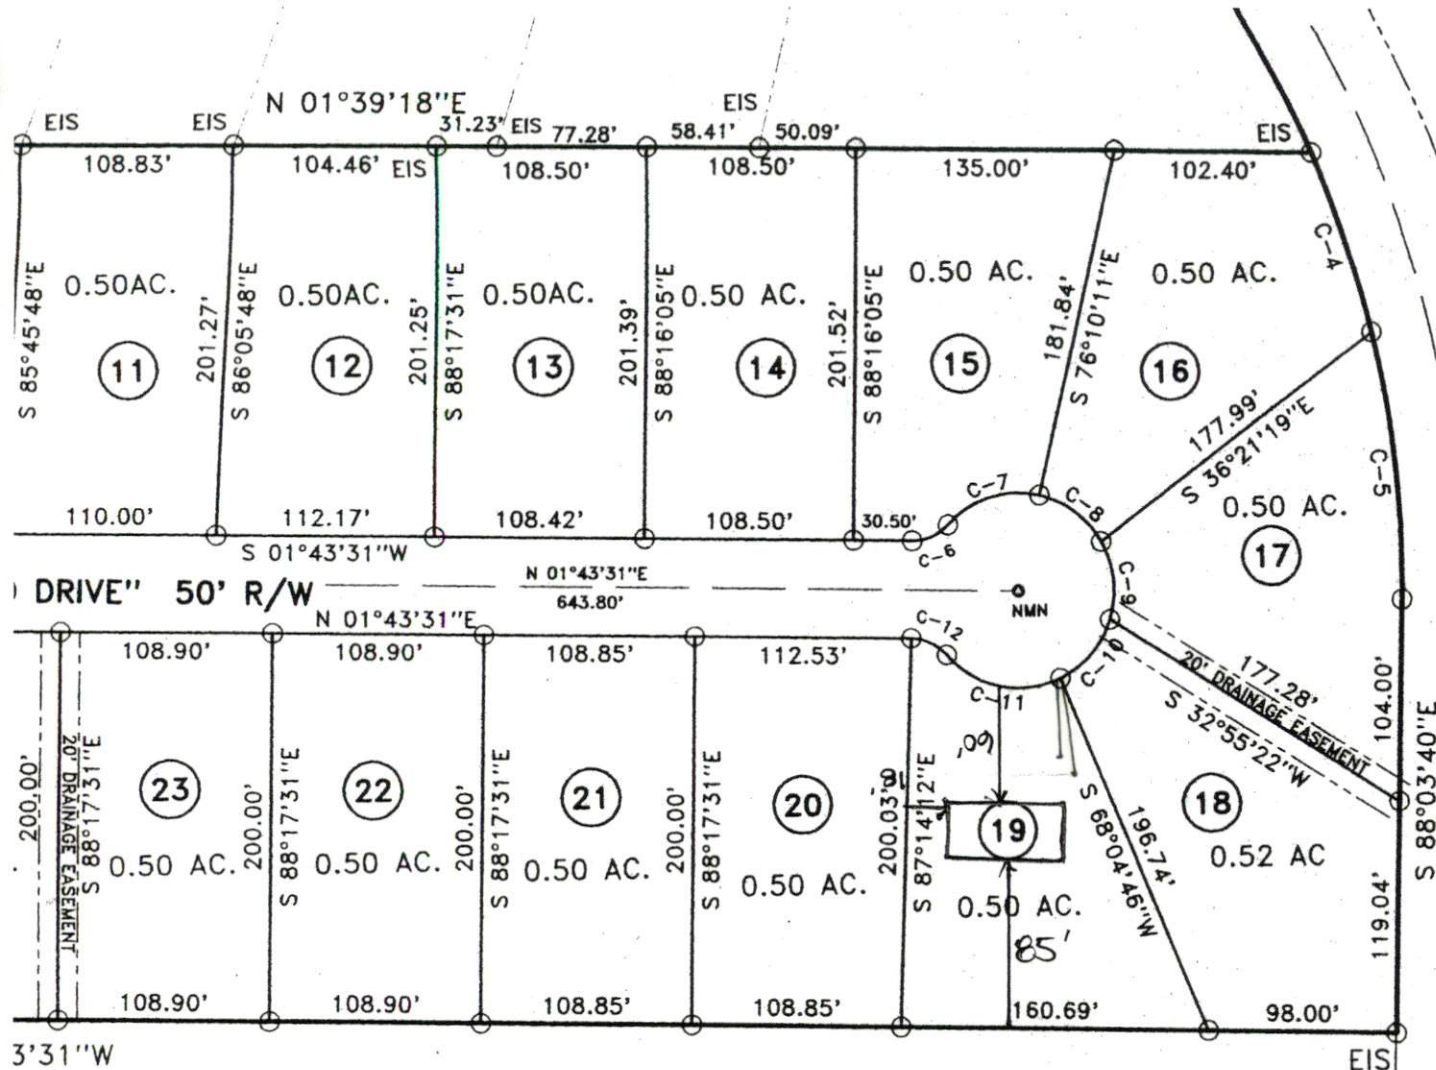 N 01°39'18"E
EIS
EIS
EIS
EIS
EIS
EIS
31.23'
77.28'
58.41'
50.09'
108.83'
104.46'
108.50'
108.50'
135.00'
102.40'
S 85°45'48"E
0.50AC.
11
201.27'
S 86°05'48"E
0.50AC.
12
201.25'
S 88°17'31"E
0.50AC.
13
201.39'
S 88°16'05"E
0.50 AC.
14
201.52'
S 88°16'05"E
0.50 AC.
15
181.84'
S 76°10'11"E
0.50 AC.
16
C-4
177.99'
S 36°21'19"E
C-5
0.50 AC.
17
110.00'
112.17'
108.42'
108.50'
30.50'
C-6
C-7
C-8
C-9
S 01°43'31"W
DRIVE" 50' R/W
N 01°43'31"E
643.80'
NMN
N 01°43'31"E
C-12
C-11
C-10
108.90'
108.90'
108.85'
112.53'
177.28'
20' DRAINAGE EASEMENT
S 32°55'22"W
104.00'
S 88°03'40"E
200.00'
20' DRAINAGE EASEMENT
S 88°17'31"E
23
0.50 AC.
200.00'
S 88°17'31"E
22
0.50 AC.
200.00'
S 88°17'31"E
21
0.50 AC.
200.00'
S 88°17'31"E
20
0.50 AC.
200.03'
S 87°14'12"E
60'
18'
19
0.50 AC.
85'
196.74'
S 68°04'46"W
18
0.52 AC
119.04'
108.90'
108.90'
108.85'
108.85'
160.69'
98.00'
3'31"W
EIS